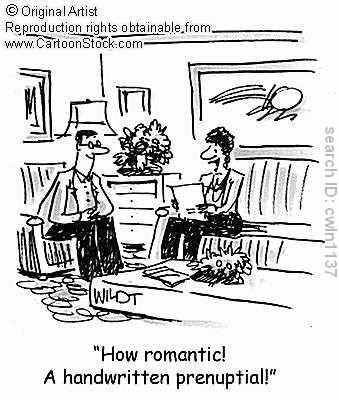 © Original Artist
Reproduction rights obtainable from
www.CartoonStock.com
search ID: cwln1137
WILDT
"How romantic!
A handwritten prenuptial!"